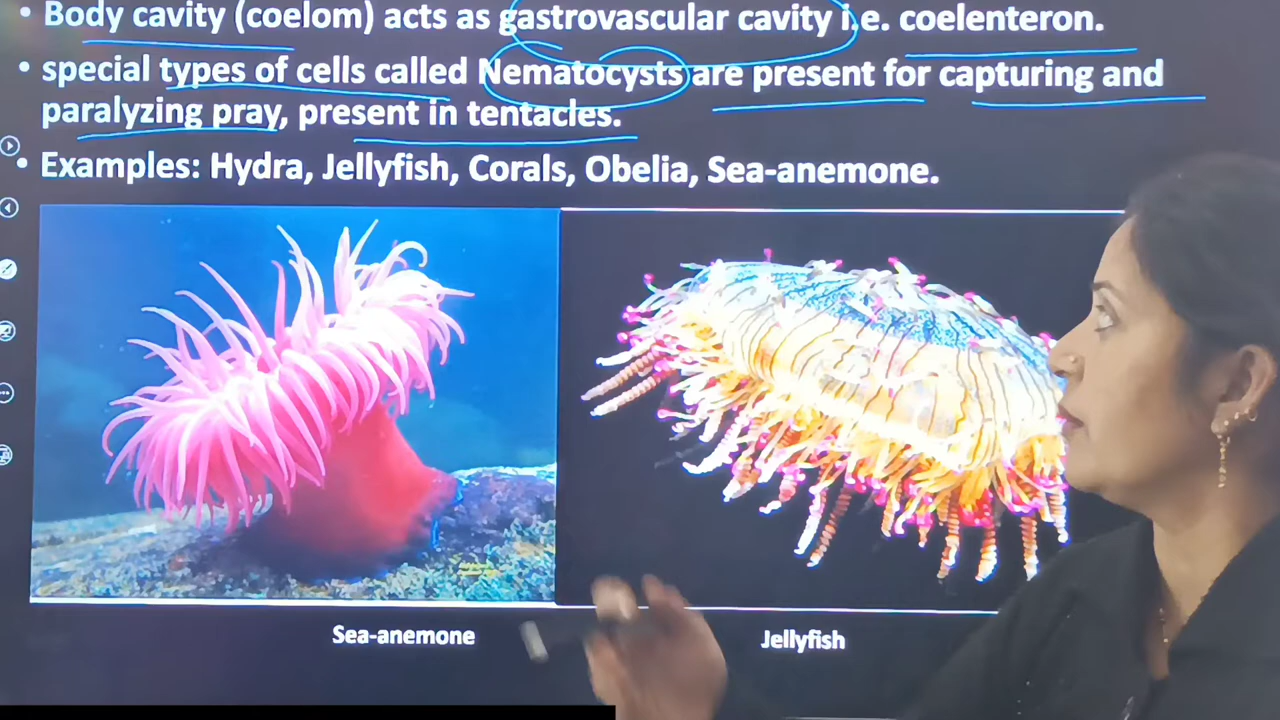 • Body cavity (coelom) acts as gastrovascular cavity i.e. coelenteron.
• special types of cells called Nematocysts are present for capturing and
paralyzing pray, present in tentacles.
• Examples: Hydra, Jellyfish, Corals, Obelia, Sea-anemone.
Sea-anemone
Jellyfish